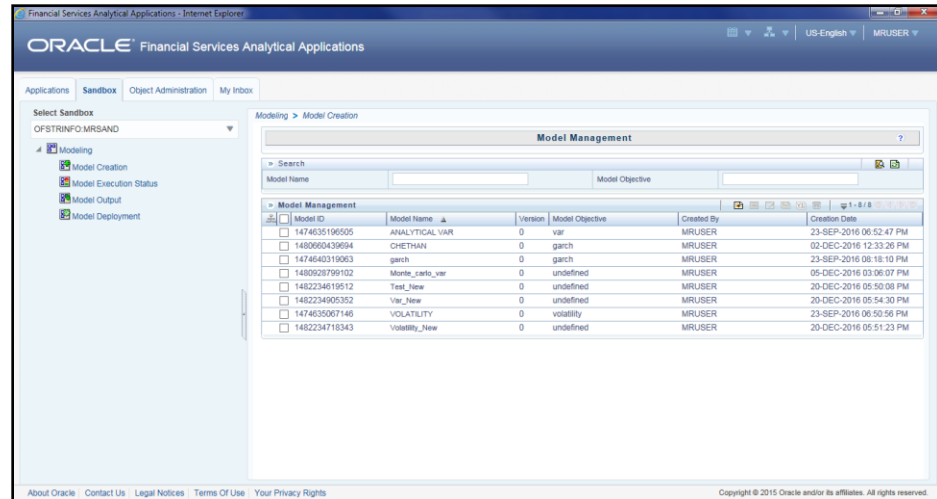 Financial Services Analytical Applications - Internet Explorer
ORACLE® Financial Services Analytical Applications
US-English MRUSER
Applications Sandbox Object Administration My Inbox
Select Sandbox
OFSTRINFO:MRSAND
Modeling
Model Creation
Model Execution Status
Model Output
Model Deployment
Modeling > Model Creation
Model Management ?
» Search
Model Name Model Objective
» Model Management 1-8/8
Model ID Model Name Version Model Objective Created By Creation Date
1474635196505 ANALYTICAL VAR 0 var MRUSER 23-SEP-2016 06:52:47 PM
1480660439694 CHETHAN 0 garch MRUSER 02-DEC-2016 12:33:26 PM
1474640319063 garch 0 garch MRUSER 23-SEP-2016 08:18:10 PM
1480928799102 Monte_carlo_var 0 undefined MRUSER 05-DEC-2016 03:06:07 PM
1482234619512 Test_New 0 undefined MRUSER 20-DEC-2016 05:50:08 PM
1482234905352 Var_New 0 undefined MRUSER 20-DEC-2016 05:54:30 PM
1474635067146 VOLATILITY 0 volatility MRUSER 23-SEP-2016 06:50:56 PM
1482234718343 Volatility_New 0 undefined MRUSER 20-DEC-2016 05:51:23 PM
About Oracle Contact Us Legal Notices Terms Of Use Your Privacy Rights
Copyright © 2015 Oracle and/or its affiliates. All rights reserved.